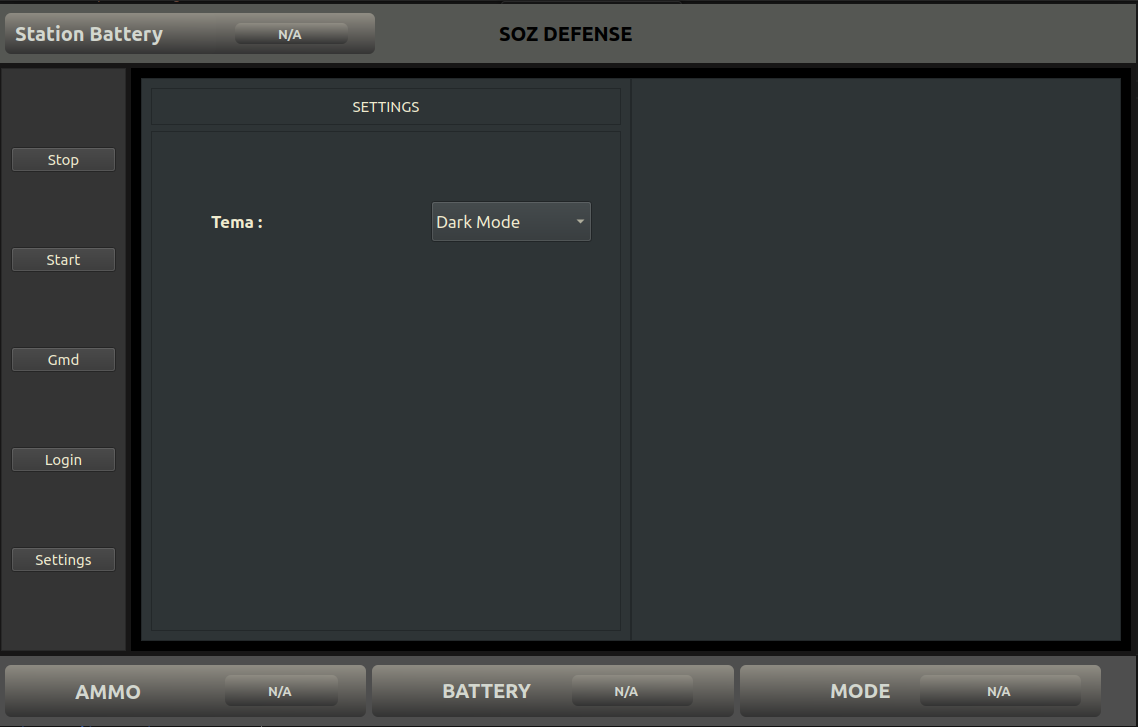 Station Battery N/A SOZ DEFENSE
SETTINGS
Stop
Tema : Dark Mode
Start
Gmd
Login
Settings
AMMO N/A BATTERY N/A MODE N/A